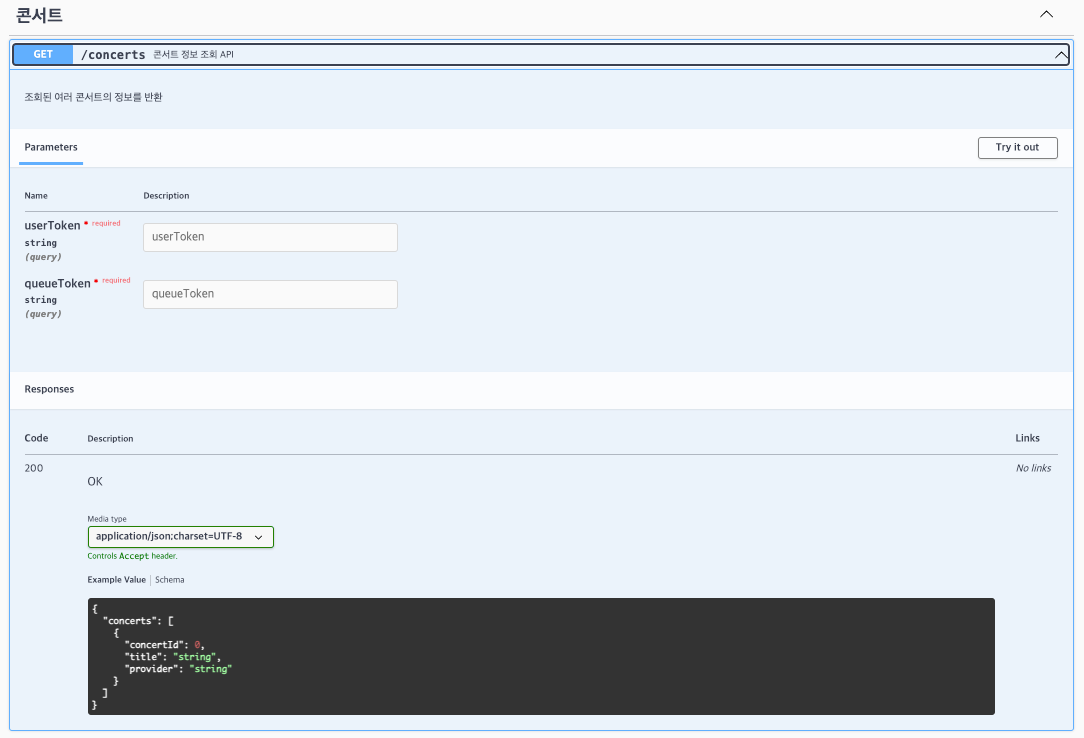 콘서트
GET /concerts 콘서트 정보 조회 API
조회된 여러 콘서트의 정보를 반환
Parameters Try it out
Name Description
userToken * required userToken
string
(query)
queueToken * required queueToken
string
(query)
Responses
Code Description Links
200 No links
OK
Media type
application/json;charset=UTF-8
Controls Accept header.
Example Value | Schema
{
"concerts": [
{
"concertId": 0,
"title": "string",
"provider": "string"
}
]
}